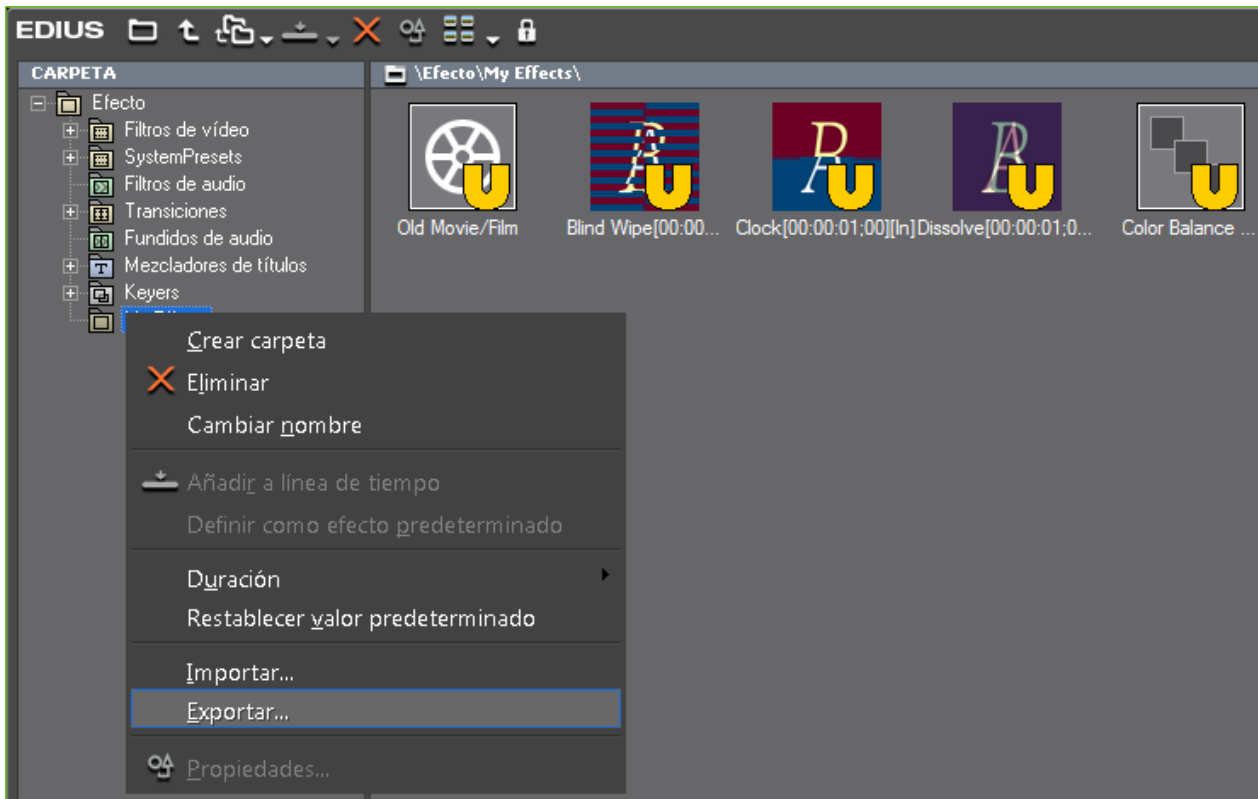 EDIUS
CARPETA
\Efecto\My Effects\
Efecto
Filtros de vídeo
SystemPresets
Filtros de audio
Transiciones
Fundidos de audio
Mezcladores de títulos
Keyers
Old Movie/Film
Blind Wipe[00:00...
Clock[00:00:01;00][In]
Dissolve[00:00:01;0...
Color Balance ...
Crear carpeta
Eliminar
Cambiar nombre
Añadir a línea de tiempo
Definir como efecto predeterminado
Duración
Restablecer valor predeterminado
Importar...
Exportar...
Propiedades...